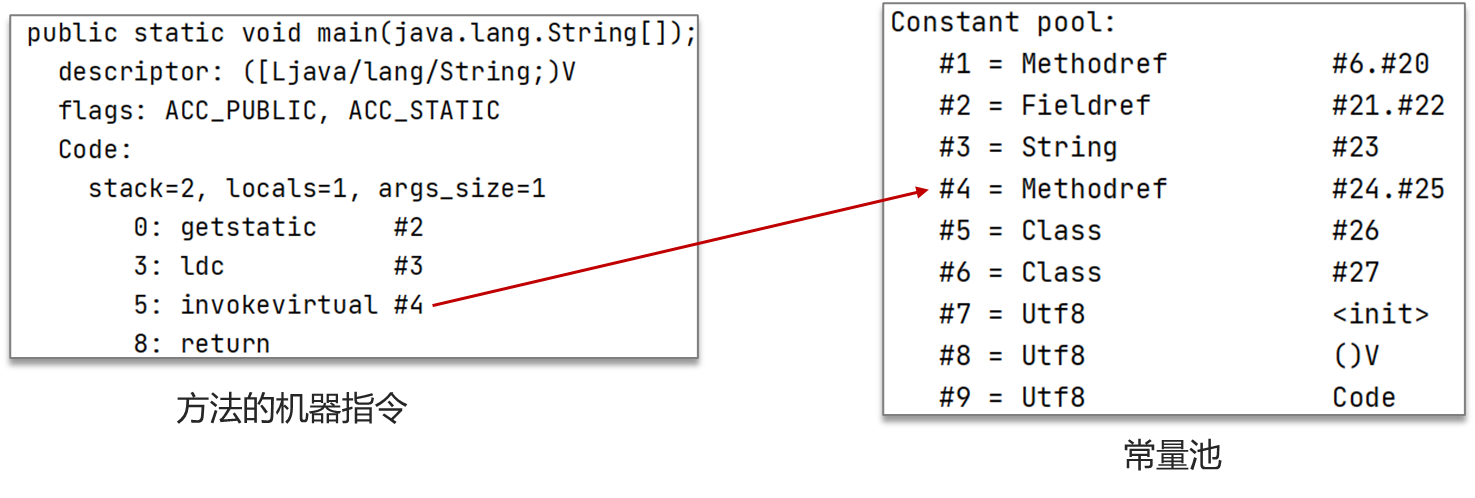 public static void main(java.lang.String[]);
descriptor: ([Ljava/lang/String;)V
flags: ACC_PUBLIC, ACC_STATIC
Code:
stack=2, locals=1, args_size=1
0: getstatic #2
3: ldc #3
5: invokevirtual #4
8: return
方法的机器指令
Constant pool:
#1 = Methodref #6.#20
#2 = Fieldref #21.#22
#3 = String #23
#4 = Methodref #24.#25
#5 = Class #26
#6 = Class #27
#7 = Utf8 <init>
#8 = Utf8 ()V
#9 = Utf8 Code
常量池